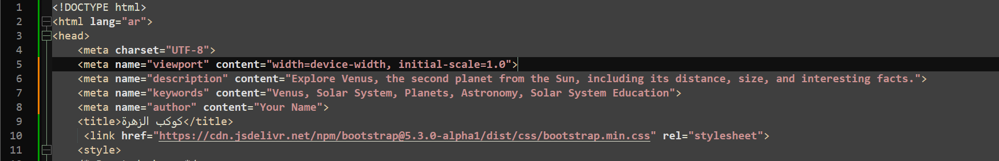 1 <!DOCTYPE html>
2 <html lang="ar">
3 <head>
4 <meta charset="UTF-8">
5 <meta name="viewport" content="width=device-width, initial-scale=1.0">
6 <meta name="description" content="Explore Venus, the second planet from the Sun, including its distance, size, and interesting facts.">
7 <meta name="keywords" content="Venus, Solar System, Planets, Astronomy, Solar System Education">
8 <meta name="author" content="Your Name">
9 <title>كوكب الزهرة</title>
10 <link href="https://cdn.jsdelivr.net/npm/bootstrap@5.3.0-alpha1/dist/css/bootstrap.min.css" rel="stylesheet">
11 <style>